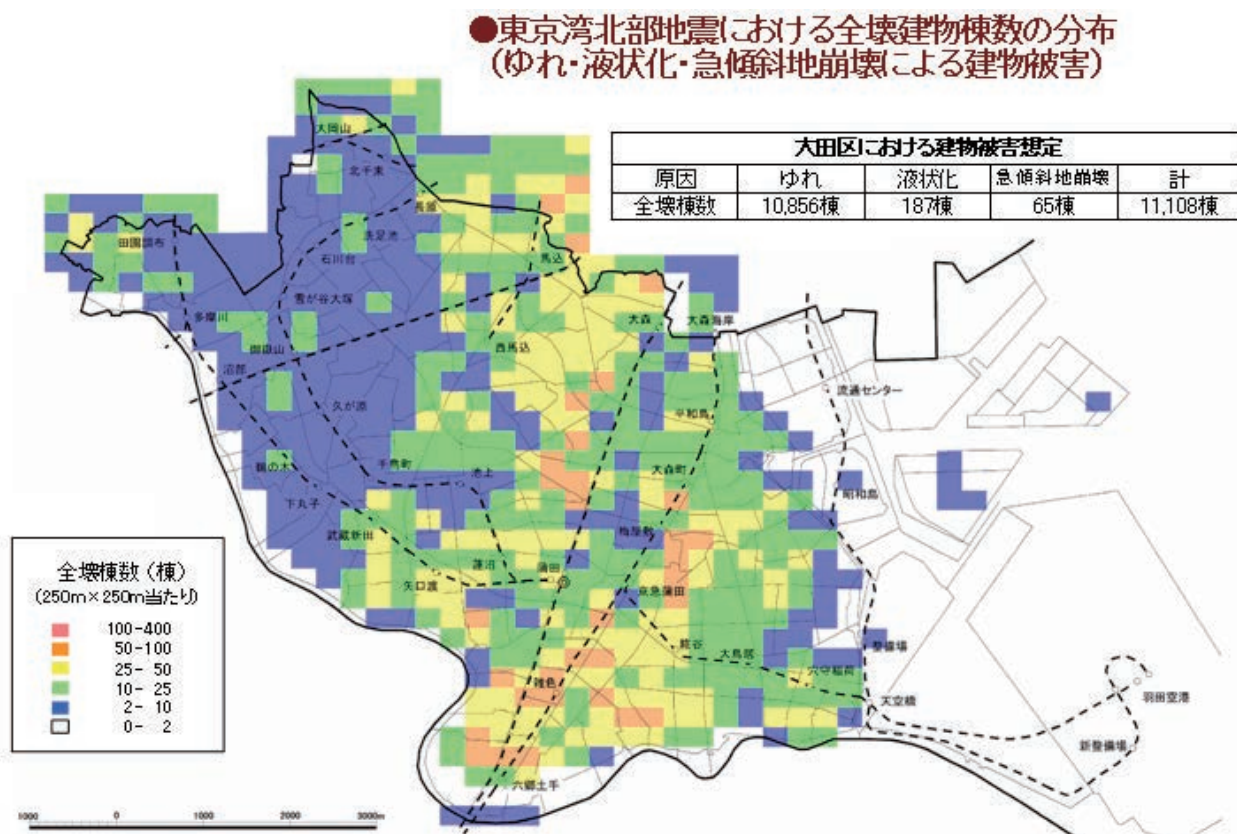 ●東京湾北部地震における全壊建物棟数の分布
(ゆれ・液状化・急傾斜地崩壊による建物被害)
大田区における建物被害想定
原因 ゆれ 液状化 急傾斜地崩壊 計
全壊棟数 10,856棟 187棟 65棟 11,108棟
大岡山
北千束
長原
洗足池
田園調布
石川台
馬込
雪が谷大塚
多摩川
大森
大森海岸
御嶽山
西馬込
沼部
流通センター
久が原
平和島
鵜の木
千鳥町
池上
大森町
昭和島
下丸子
武蔵新田
梅屋敷
蓮沼
蒲田
矢口渡
京急蒲田
糀谷
大鳥居
整備場
雑色
穴守稲荷
天空橋
羽田空港
新整備場
六郷土手
全壊棟数 (棟)
(250m×250m当たり)
100-400
50-100
25- 50
10- 25
2- 10
0- 2
1000 0 1000 2000 3000m